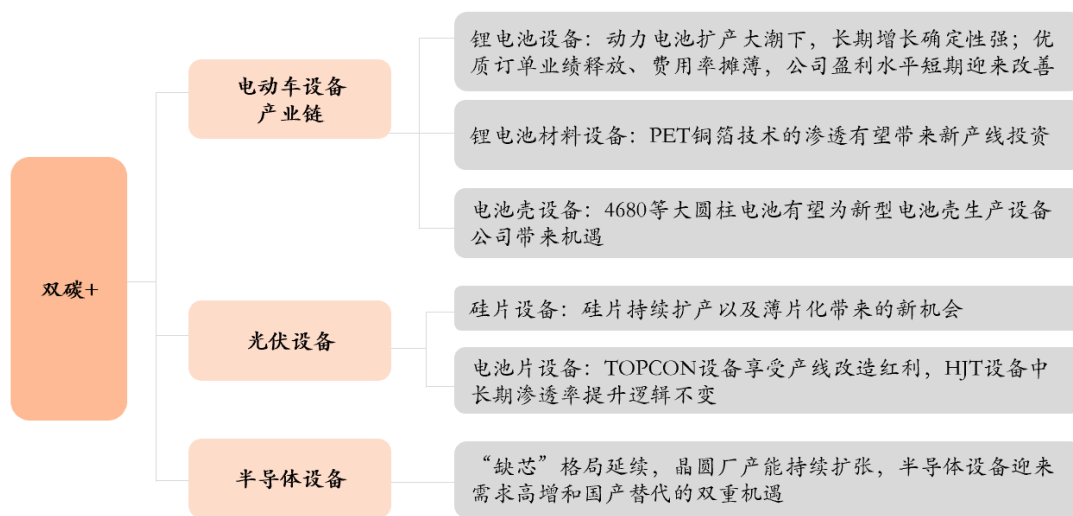 双碳+
电动车设备
产业链
锂电池设备：动力电池扩产大潮下，长期增长确定性强；优
质订单业绩释放、费用率摊薄，公司盈利水平短期迎来改善
锂电池材料设备：PET铜箔技术的渗透有望带来新产线投资
电池壳设备：4680等大圆柱电池有望为新型电池壳生产设备
公司带来机遇
光伏设备
硅片设备：硅片持续扩产以及薄片化带来的新机会
电池片设备：TOPCON设备享受产线改造红利，HJT设备中
长期渗透率提升逻辑不变
半导体设备
“缺芯”格局延续，晶圆厂产能持续扩张，半导体设备迎来
需求高增和国产替代的双重机遇